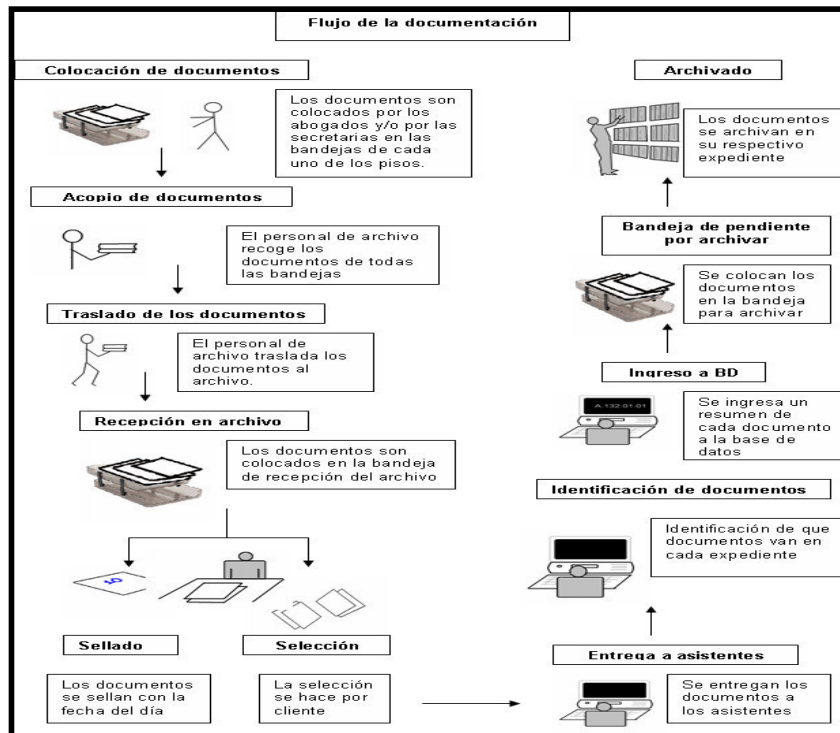 Flujo de la documentación
Colocación de documentos
Los documentos son
colocados por los
abogados y/o por las
secretarias en las
bandejas de cada
uno de los pisos.
Acopio de documentos
El personal de archivo
recoge los
documentos de todas
las bandejas
Traslado de los documentos
El personal de
archivo traslada los
documentos al
archivo.
Recepción en archivo
Los documentos son
colocados en la bandeja
de recepción del archivo
Sellado
Los documentos
se sellan con la
fecha del día
Selección
La selección
se hace por
cliente
Entrega a asistentes
Se entregan los
documentos a
los asistentes
Identificación de documentos
Identificación de que
documentos van en
cada expediente
Ingreso a BD
A.132.01.01
Se ingresa un
resumen de
cada documento
a la base de
datos
Bandeja de pendiente
por archivar
Se colocan los
documentos
en la bandeja
para archivar
Archivado
Los documentos
se archivan en
su respectivo
expediente